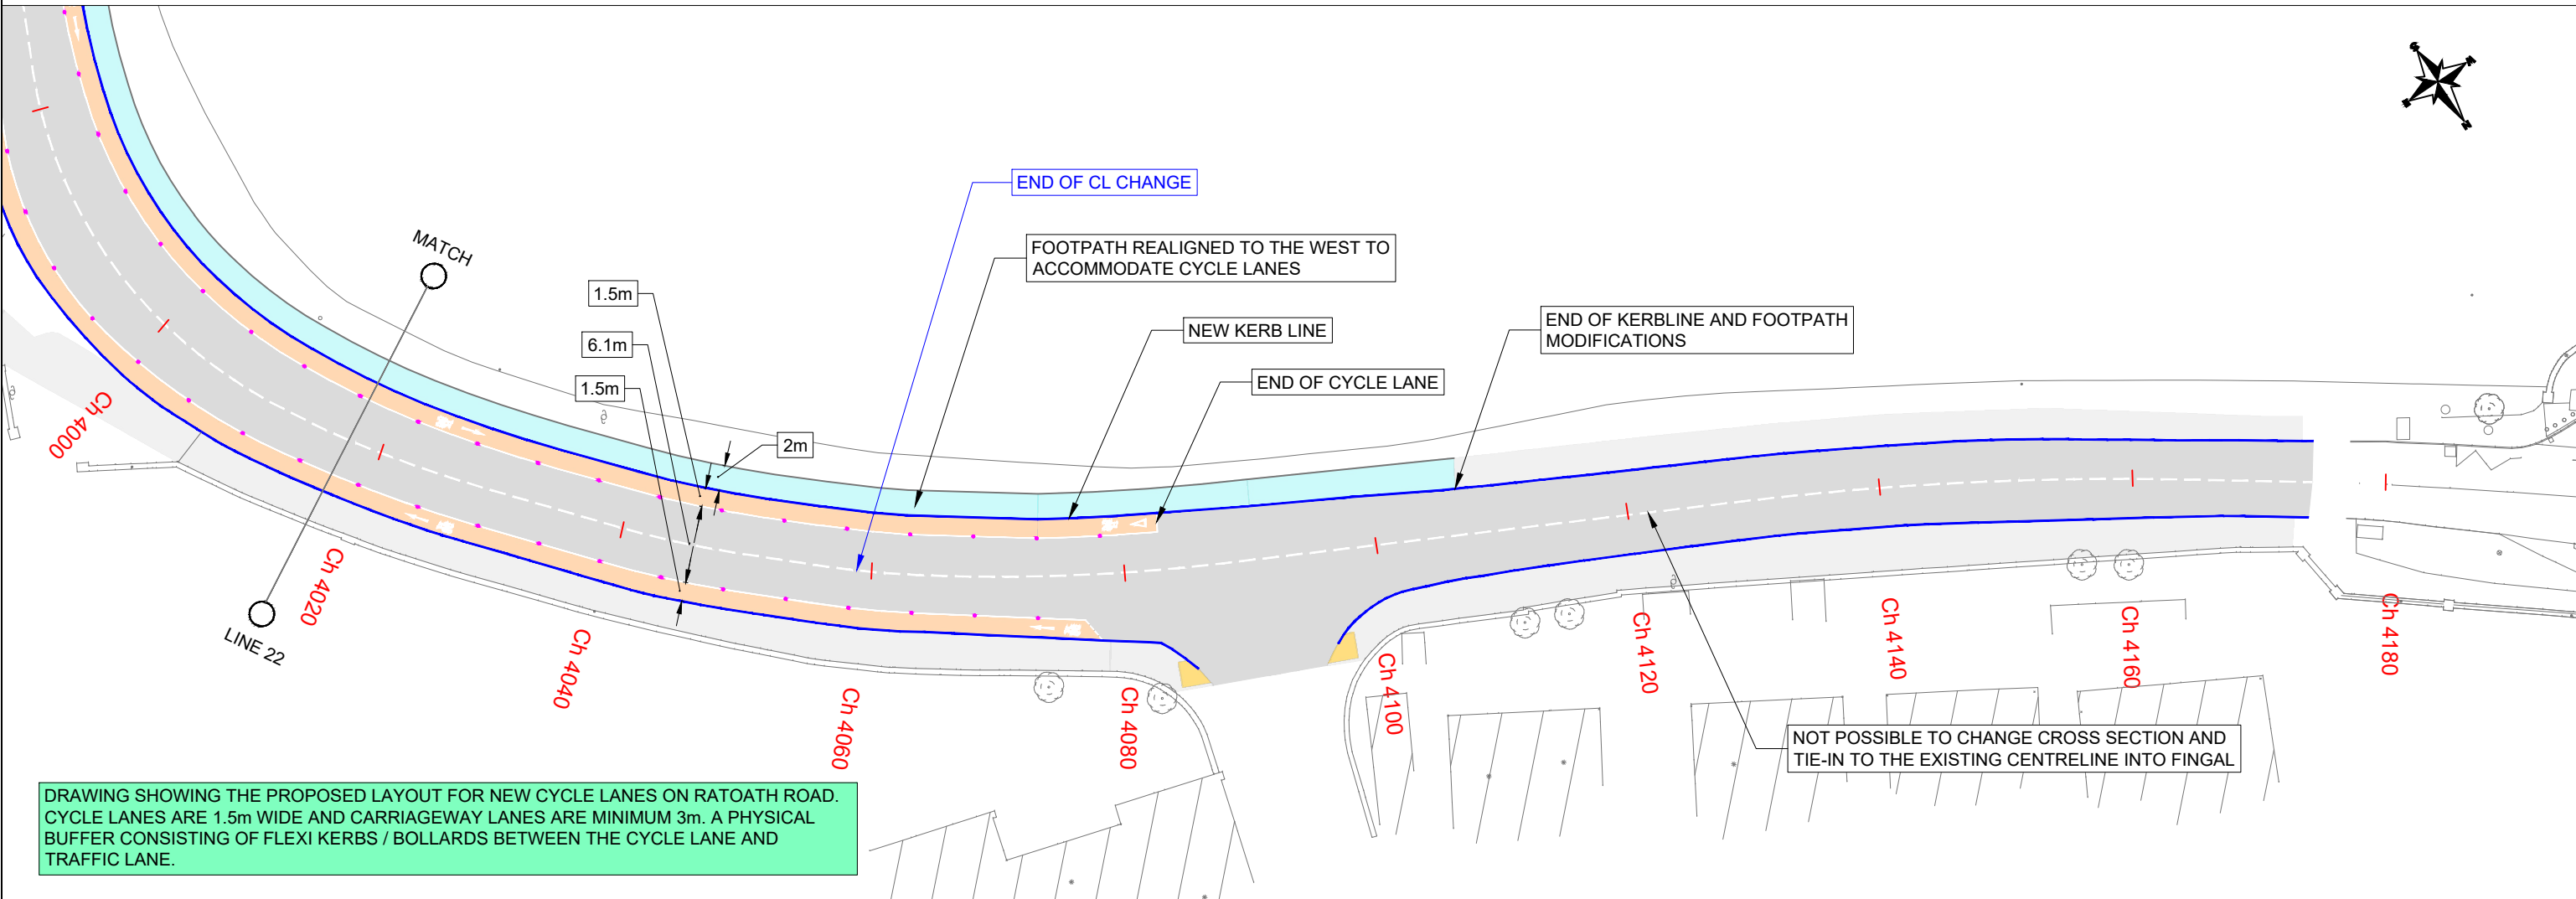 END OF CL CHANGE
MATCH
FOOTPATH REALIGNED TO THE WEST TO
ACCOMMODATE CYCLE LANES
1.5m
6.1m
1.5m
2m
NEW KERB LINE
END OF KERBLINE AND FOOTPATH
MODIFICATIONS
END OF CYCLE LANE
LINE 22
Ch 4000
Ch 4020
Ch 4040
Ch 4060
Ch 4080
Ch 4100
Ch 4120
Ch 4140
Ch 4160
Ch 4180
NOT POSSIBLE TO CHANGE CROSS SECTION AND
TIE-IN TO THE EXISTING CENTRELINE INTO FINGAL
DRAWING SHOWING THE PROPOSED LAYOUT FOR NEW CYCLE LANES ON RATOATH ROAD.
CYCLE LANES ARE 1.5m WIDE AND CARRIAGEWAY LANES ARE MINIMUM 3m. A PHYSICAL
BUFFER CONSISTING OF FLEXI KERBS / BOLLARDS BETWEEN THE CYCLE LANE AND
TRAFFIC LANE.